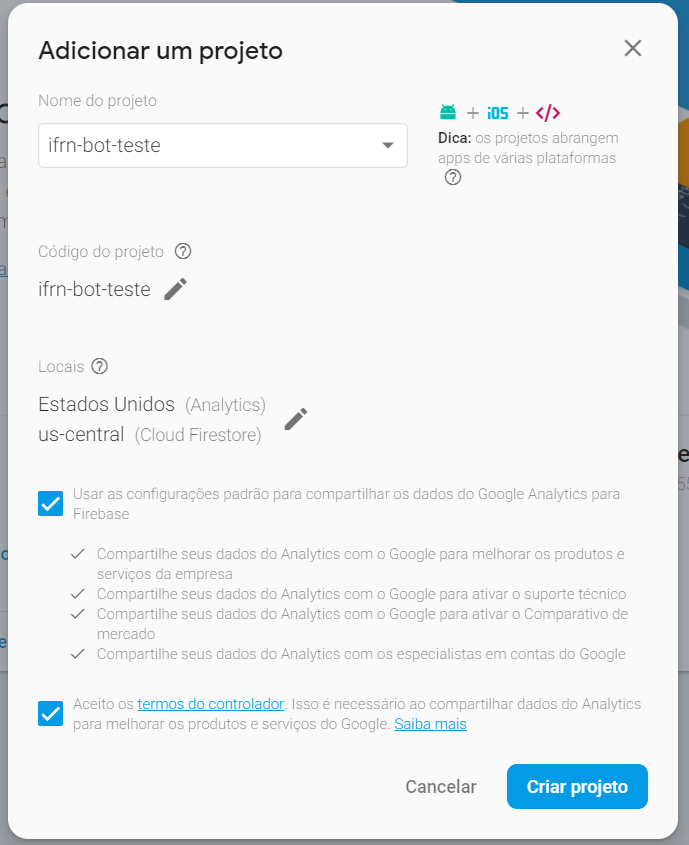 Adicionar um projeto
Nome do projeto
ifrn-bot-teste
+ iOS + </>
Dica: os projetos abrangem
apps de várias plataformas
Código do projeto
ifrn-bot-teste
Locais
Estados Unidos (Analytics)
us-central (Cloud Firestore)
Usar as configurações padrão para compartilhar os dados do Google Analytics para
Firebase
Compartilhe seus dados do Analytics com o Google para melhorar os produtos e
serviços da empresa
Compartilhe seus dados do Analytics com o Google para ativar o suporte técnico
Compartilhe seus dados do Analytics com o Google para ativar o Comparativo de
mercado
Compartilhe seus dados do Analytics com os especialistas em contas do Google
Aceito os termos do controlador. Isso é necessário ao compartilhar dados do Analytics
para melhorar os produtos e serviços do Google. Saiba mais
Cancelar
Criar projeto